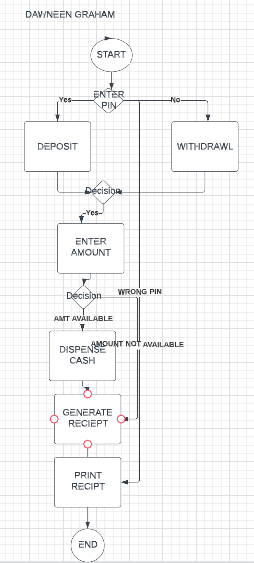 DAWNEEN GRAHAM
START
ENTER
PIN
Yes
No
DEPOSIT
WITHDRAWL
Decision
Yes
ENTER
AMOUNT
Decision
WRONG PIN
AMT AVAILABLE
AMOUNT NOT AVAILABLE
DISPENSE
CASH
GENERATE
RECIEPT
PRINT
RECIPT
END